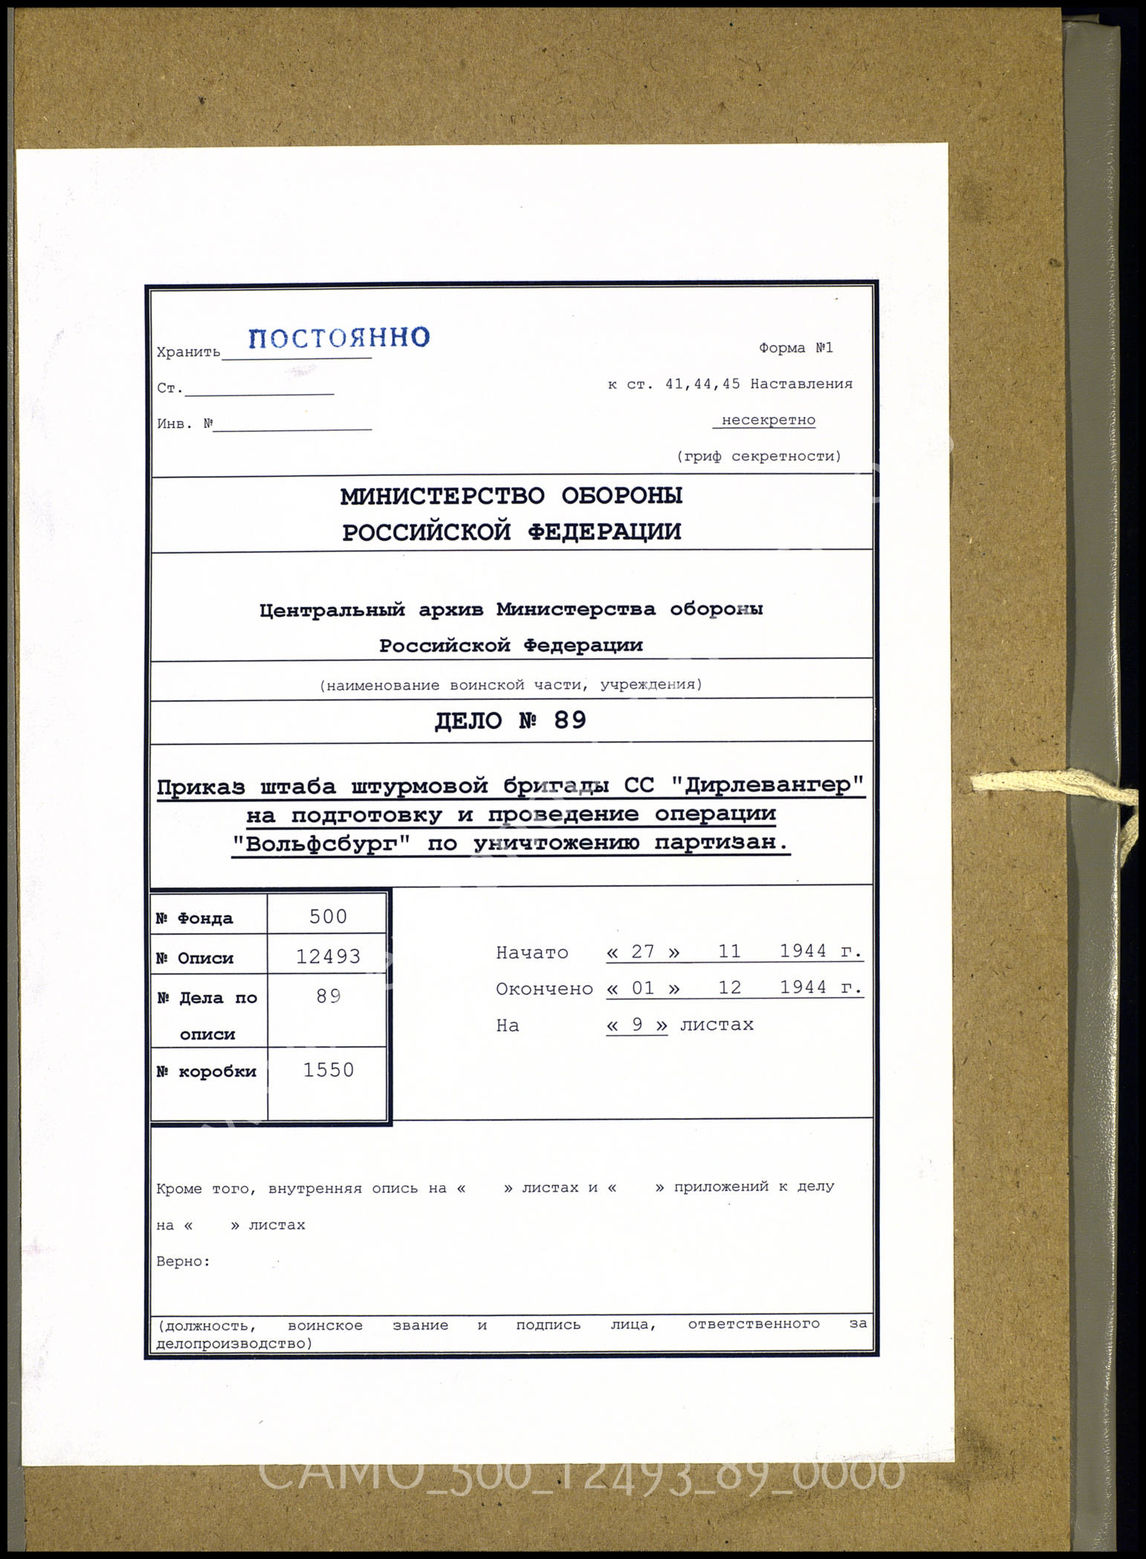 Хранить ПОСТОЯННО
Форма №1
Ст.
к ст. 41,44,45 Наставления
Инв. №
несекретно
(гриф секретности)
МИНИСТЕРСТВО ОБОРОНЫ
РОССИЙСКОЙ ФЕДЕРАЦИИ
Центральный архив Министерства обороны
Российской Федерации
(наименование воинской части, учреждения)
ДЕЛО № 89
Приказ штаба штурмовой бригады СС "Дирлевангер"
на подготовку и проведение операции
"Вольфсбург" по уничтожению партизан.
№ Фонда 500
№ Описи 12493
№ Дела по 89
описи
№ коробки 1550
Начато « 27 » 11 1944 г.
Окончено « 01 » 12 1944 г.
На « 9 » листах
Кроме того, внутренняя опись на « » листах и « » приложений к делу
на « » листах
Верно:
(должность, воинское звание и подпись лица, ответственного за
делопроизводство)
CAMO_500_12493_89_0000